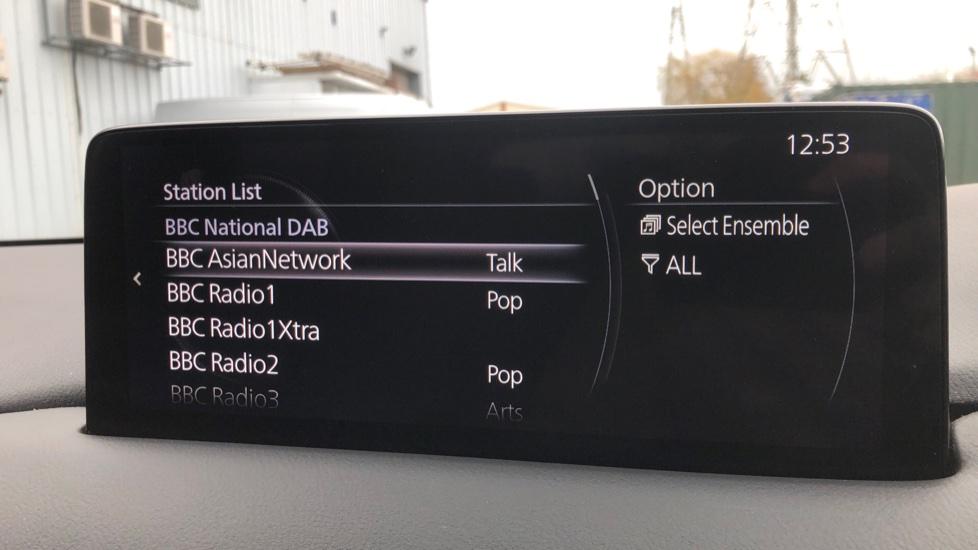 12:53
Station List
BBC National DAB
BBC AsianNetwork Talk
BBC Radio1 Pop
BBC Radio1Xtra
BBC Radio2 Pop
BBC Radio3 Arts
Option
Select Ensemble
ALL